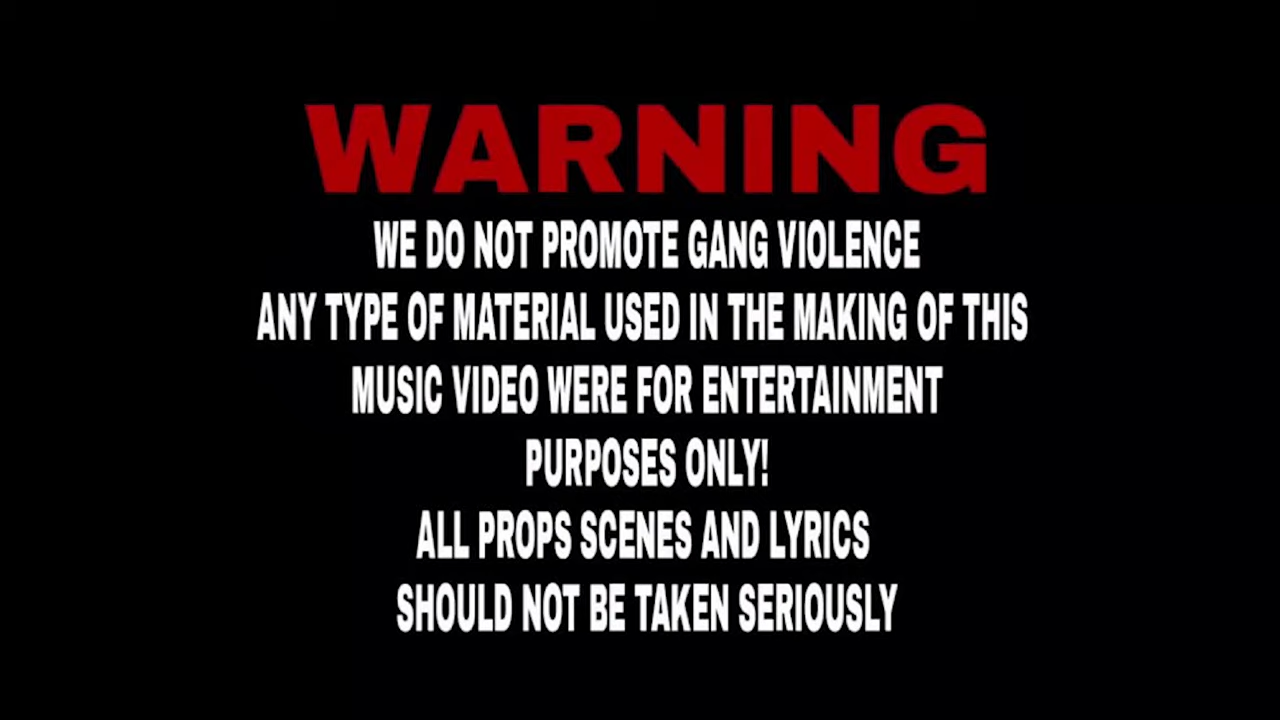 WARNING
WE DO NOT PROMOTE GANG VIOLENCE
ANY TYPE OF MATERIAL USED IN THE MAKING OF THIS
MUSIC VIDEO WERE FOR ENTERTAINMENT
PURPOSES ONLY!
ALL PROPS SCENES AND LYRICS
SHOULD NOT BE TAKEN SERIOUSLY